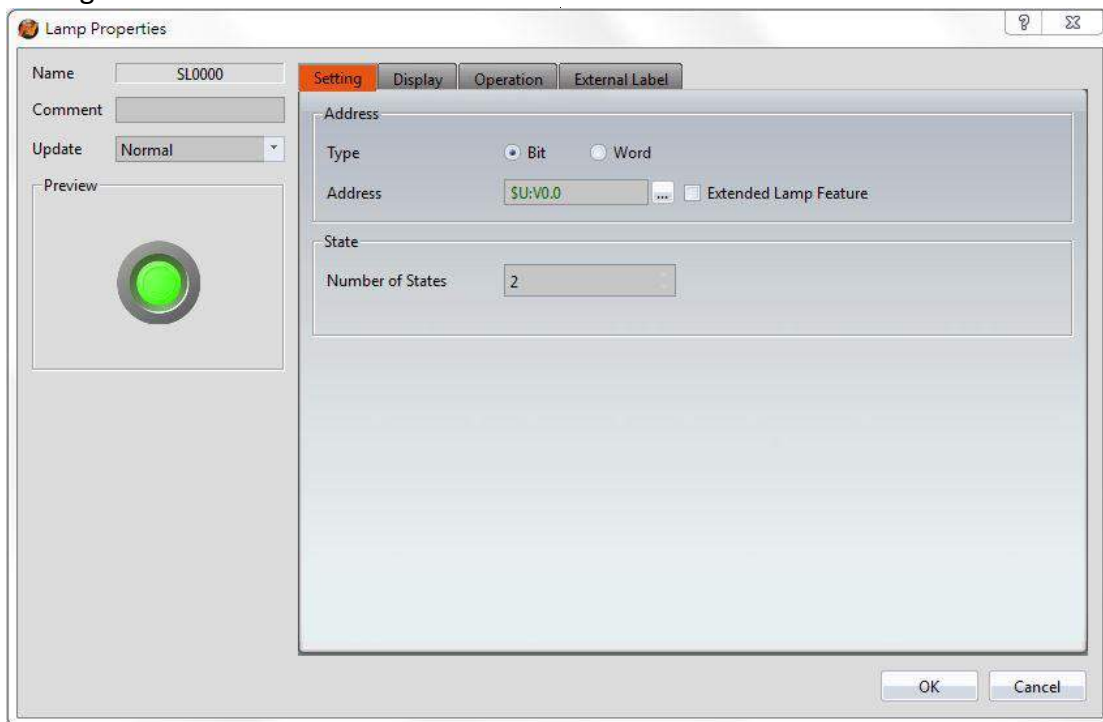 Lamp Properties
Name SL0000
Comment
Update Normal
Preview
Setting Display Operation External Label
Address
Type Bit Word
Address $U:V0.0 ... Extended Lamp Feature
State
Number of States 2
OK Cancel